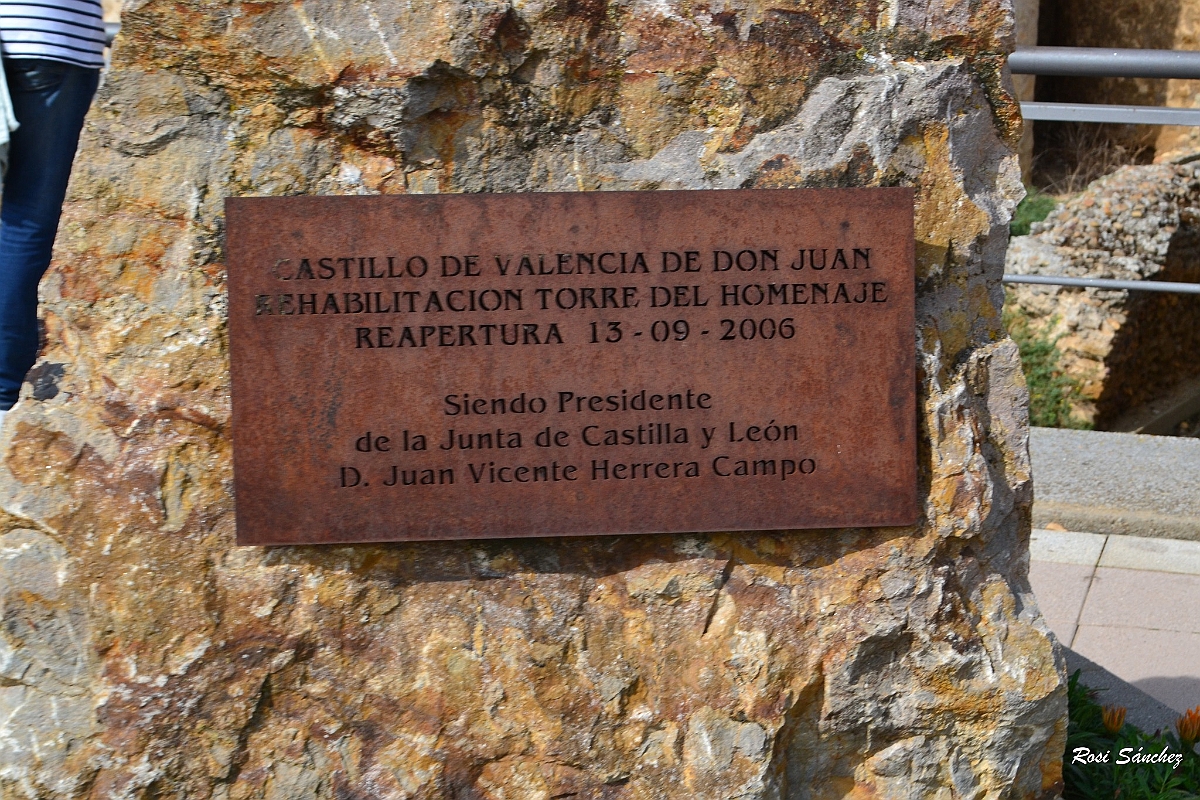 CASTILLO DE VALENCIA DE DON JUAN
REHABILITACION TORRE DEL HOMENAJE
REAPERTURA 13 - 09 - 2006
Siendo Presidente
de la Junta de Castilla y León
D. Juan Vicente Herrera Campo
Rosi Sánchez